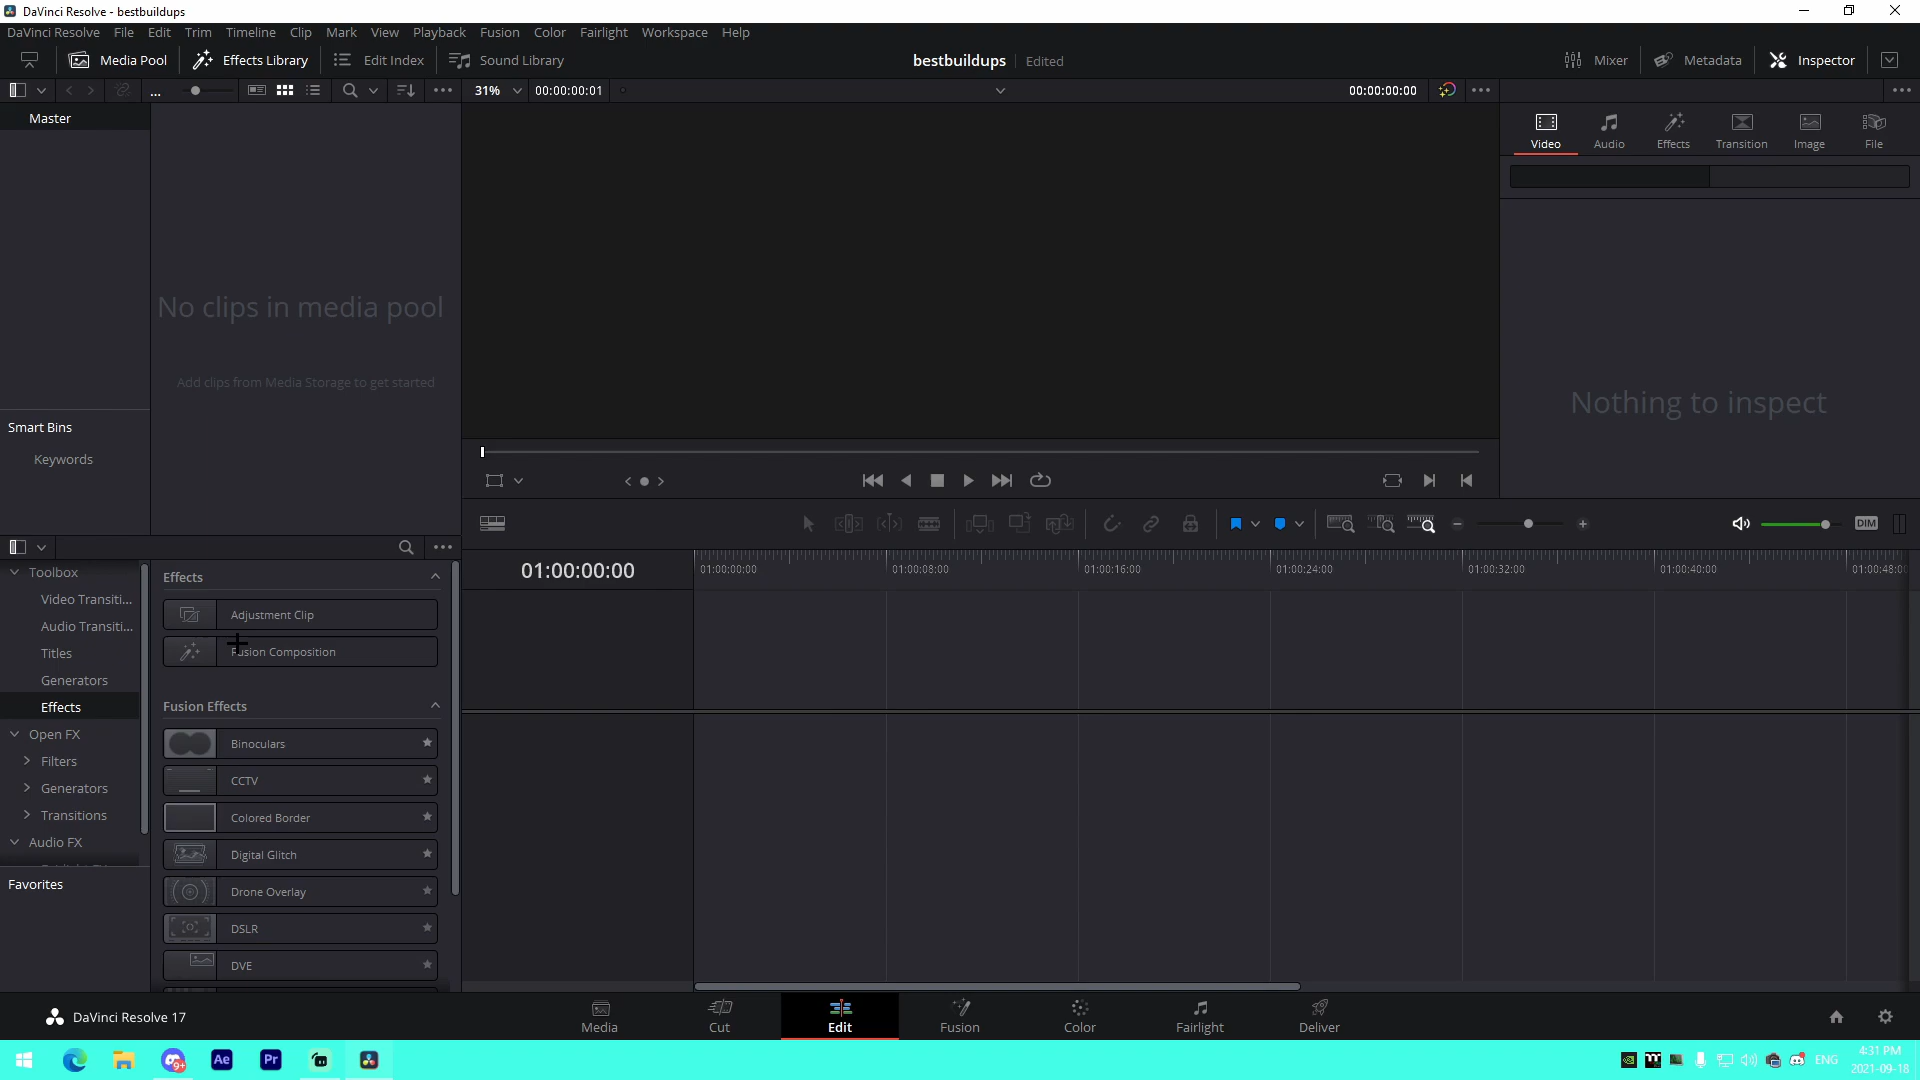 DaVinci Resolve - bestbuildups
DaVinci Resolve File Edit Trim Timeline Clip Mark View Playback Fusion Color Fairlight Workspace Help
Media Pool Effects Library Edit Index Sound Library bestbuildups Edited Mixer Metadata Inspector
... 31% 00:00:00:01 00:00:00:00
Master
Video Audio Effects Transition Image File
No clips in media pool
Add clips from Media Storage to get started
Nothing to inspect
Smart Bins
Keywords
DIM
Toolbox
Video Transiti...
Audio Transiti...
Titles
Generators
Effects
Open FX
Filters
Generators
Transitions
Audio FX
Favorites
Effects
Adjustment Clip
Fusion Composition
Fusion Effects
Binoculars
CCTV
Colored Border
Digital Glitch
Drone Overlay
DSLR
DVE
01:00:00:00
01:00:00:00 01:00:08:00 01:00:16:00 01:00:24:00 01:00:32:00 01:00:40:00 01:00:48:00
DaVinci Resolve 17
Media Cut Edit Fusion Color Fairlight Deliver
9+ Ae Pr
ENG
4:31 PM
2021-09-18